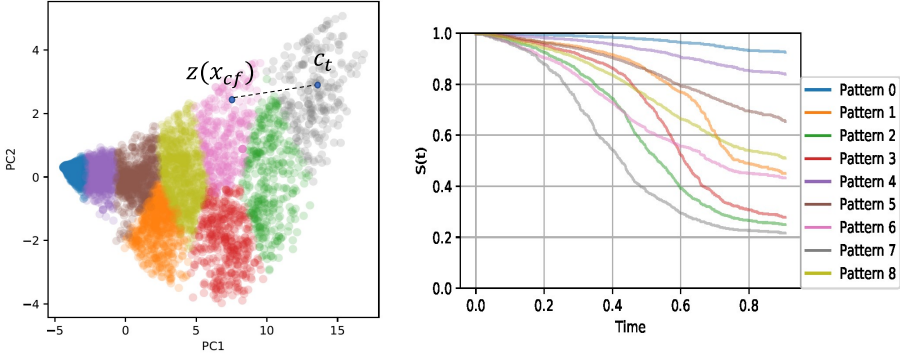 z(x_cf)
c_t
4
2
0
−2
−4
PC2
−5
0
5
10
15
PC1
1.0
0.8
0.6
0.4
0.2
0.0
S(t)
0.0
0.2
0.4
0.6
0.8
Time
Pattern 0
Pattern 1
Pattern 2
Pattern 3
Pattern 4
Pattern 5
Pattern 6
Pattern 7
Pattern 8